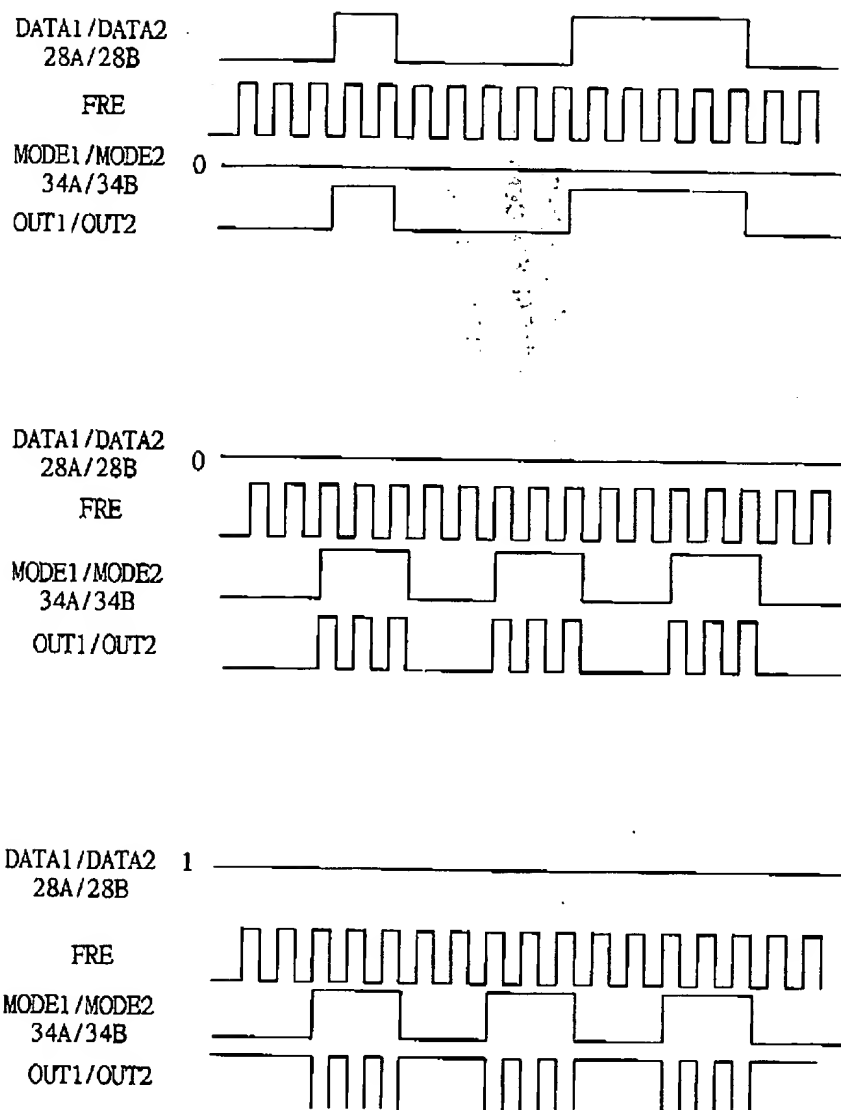 DATA1/DATA2
28A/28B
FRE
MODE1/MODE2 0
34A/34B
OUT1/OUT2
DATA1/DATA2
28A/28B 0
FRE
MODE1/MODE2
34A/34B
OUT1/OUT2
DATA1/DATA2 1
28A/28B
FRE
MODE1/MODE2
34A/34B
OUT1/OUT2